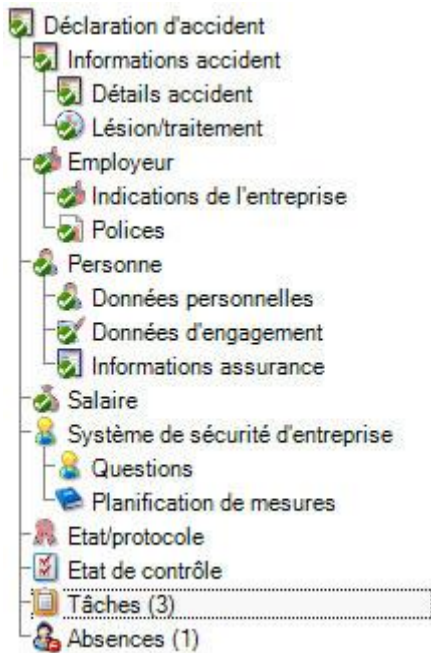 Déclaration d'accident
Informations accident
Détails accident
Lésion/traitement
Employeur
Indications de l'entreprise
Polices
Personne
Données personnelles
Données d'engagement
Informations assurance
Salaire
Système de sécurité d'entreprise
Questions
Planification de mesures
Etat/protocole
Etat de contrôle
Tâches (3)
Absences (1)